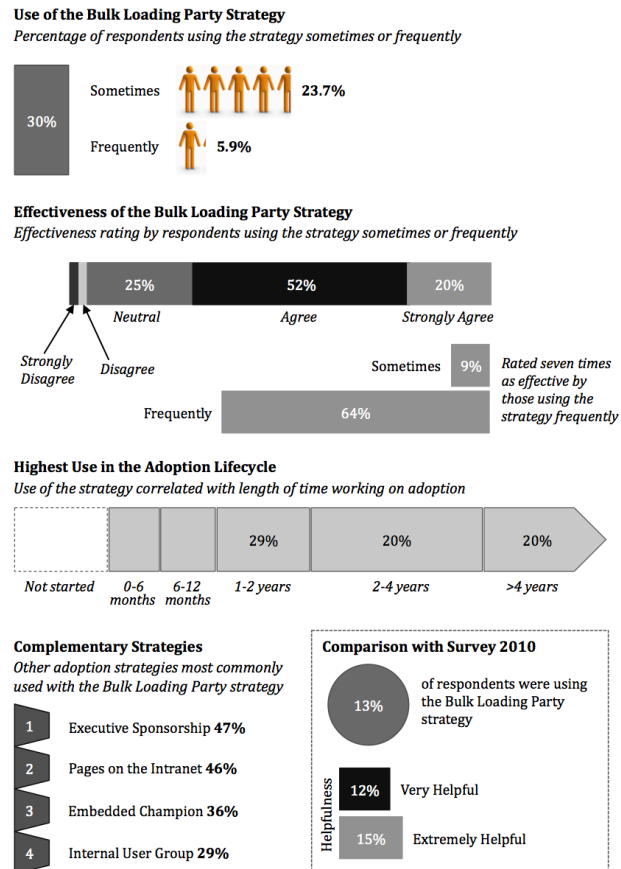 Use of the Bulk Loading Party Strategy
Percentage of respondents using the strategy sometimes or frequently
30%
Sometimes
23.7%
Frequently
5.9%
Effectiveness of the Bulk Loading Party Strategy
Effectiveness rating by respondents using the strategy sometimes or frequently
25%
52%
20%
Neutral
Agree
Strongly Agree
Strongly
Disagree
Disagree
Sometimes
9%
Rated seven times
as effective by
those using the
strategy frequently
Frequently
64%
Highest Use in the Adoption Lifecycle
Use of the strategy correlated with length of time working on adoption
29%
20%
20%
Not started
0-6
months
6-12
months
1-2 years
2-4 years
>4 years
Complementary Strategies
Other adoption strategies most commonly
used with the Bulk Loading Party strategy
1
Executive Sponsorship 47%
2
Pages on the Intranet 46%
3
Embedded Champion 36%
4
Internal User Group 29%
Comparison with Survey 2010
13%
of respondents were using
the Bulk Loading Party
strategy
Helpfulness
12%
Very Helpful
15%
Extremely Helpful